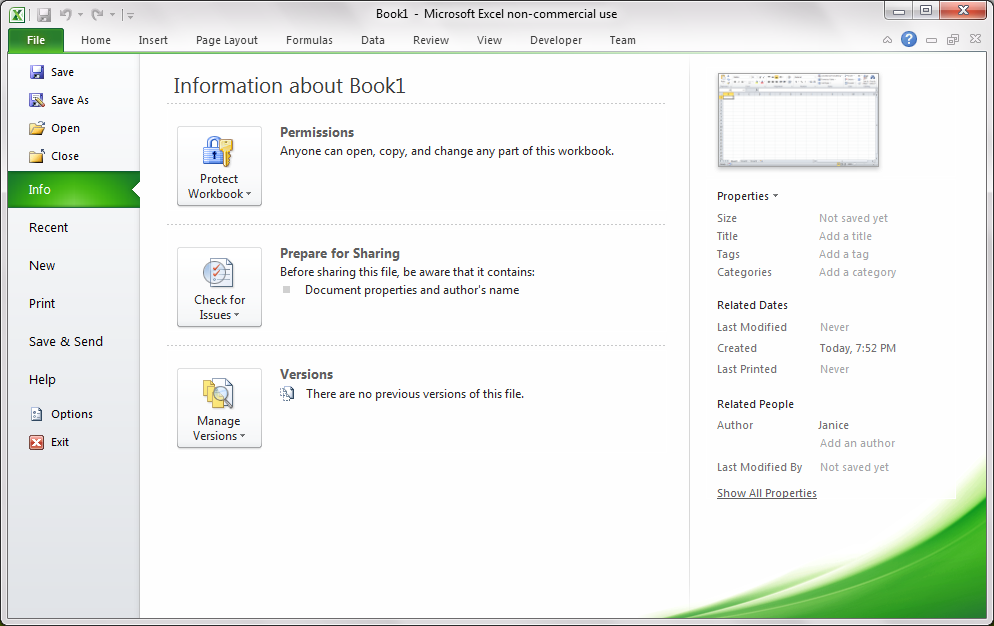 Book1 - Microsoft Excel non-commercial use
File Home Insert Page Layout Formulas Data Review View Developer Team
Save
Save As
Open
Close
Info
Recent
New
Print
Save & Send
Help
Options
Exit
Information about Book1
Protect
Workbook
Permissions
Anyone can open, copy, and change any part of this workbook.
Check for
Issues
Prepare for Sharing
Before sharing this file, be aware that it contains:
Document properties and author's name
Manage
Versions
Versions
There are no previous versions of this file.
Properties
Size Not saved yet
Title Add a title
Tags Add a tag
Categories Add a category
Related Dates
Last Modified Never
Created Today, 7:52 PM
Last Printed Never
Related People
Author Janice
Add an author
Last Modified By Not saved yet
Show All Properties